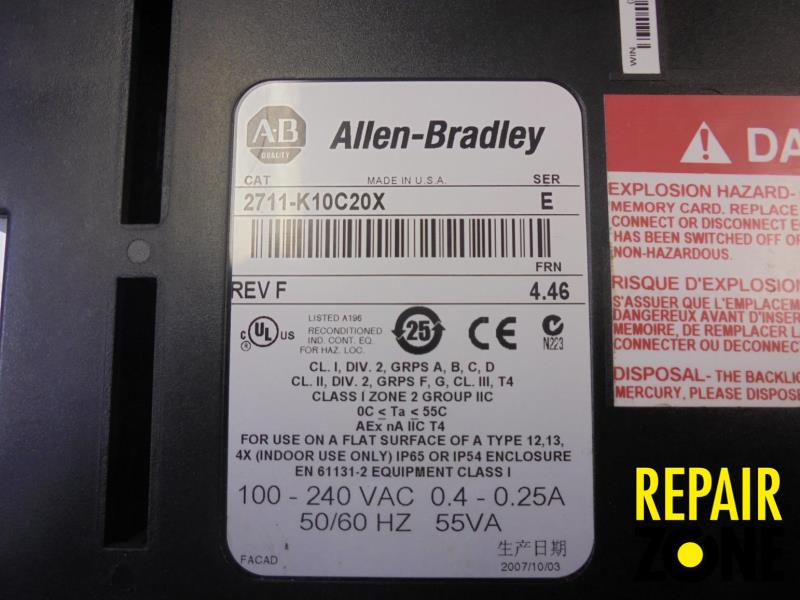 WIN
A-B
QUALITY
Allen-Bradley
CAT
MADE IN U.S.A.
SER
2711-K10C20X
E
FRN
REV F
4.46
c UL US
®
LISTED A196
RECONDITIONED
IND. CONT. EQ.
FOR HAZ. LOC.
25
CE
N223
CL. I, DIV. 2, GRPS A, B, C, D
CL. II, DIV. 2, GRPS F, G, CL. III, T4
CLASS I ZONE 2 GROUP IIC
0C ≤ Ta ≤ 55C
AEx nA IIC T4
FOR USE ON A FLAT SURFACE OF A TYPE 12,13,
4X (INDOOR USE ONLY) IP65 OR IP54 ENCLOSURE
EN 61131-2 EQUIPMENT CLASS I
100 - 240 VAC 0.4 - 0.25A
50/60 HZ 55VA
生产日期
FACAD
2007/10/03
DA
EXPLOSION HAZARD-
MEMORY CARD. REPLACE
CONNECT OR DISCONNECT E
HAS BEEN SWITCHED OFF O
NON-HAZARDOUS.
RISQUE D'EXPLOSION
S'ASSUER QUE L'EMPLACEM
DANGEREUX AVANT D'INSER
MEMOIRE, DE REMPLACER L
CONNECTER OU DECONNEC
DISPOSAL- THE BACKLIG
MERCURY, PLEASE DISPOS
REPAIR
ZONE